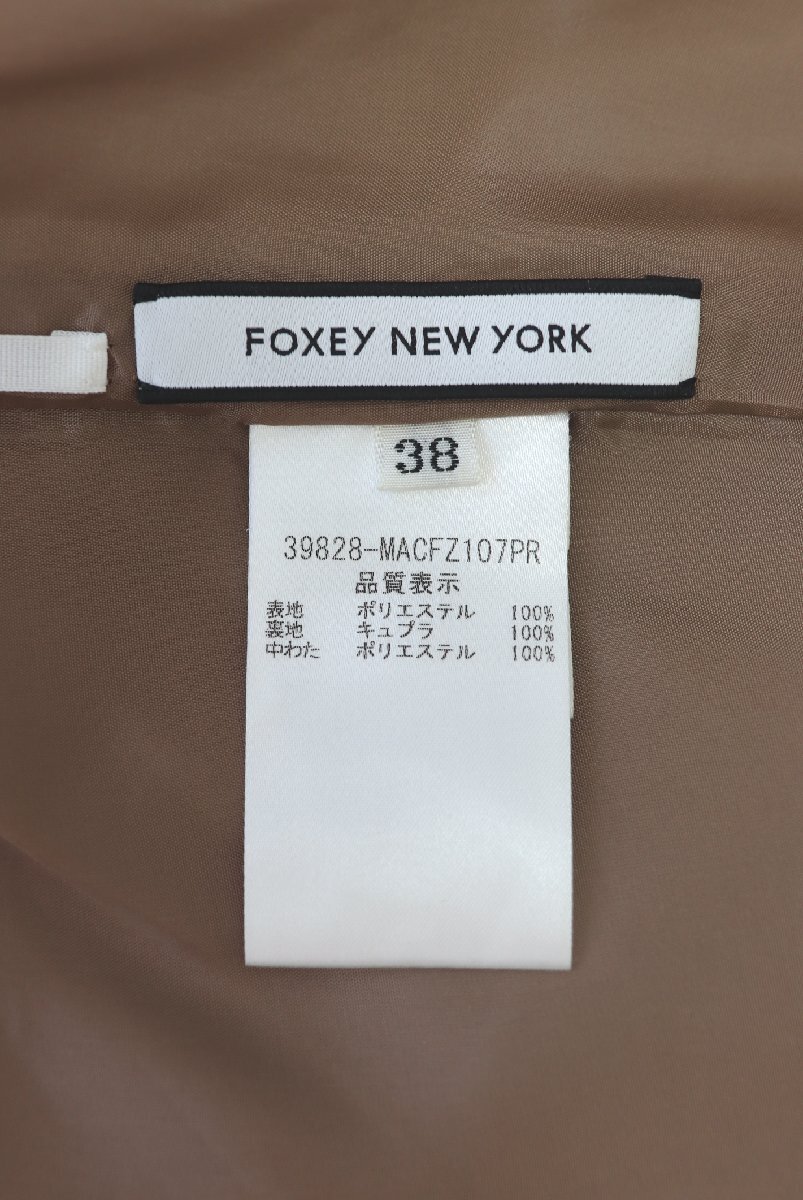 FOXEY NEW YORK
38
39828-MACFZ107PR
品質表示
表地 ポリエステル 100%
裏地 キュプラ 100%
中わた ポリエステル 100%